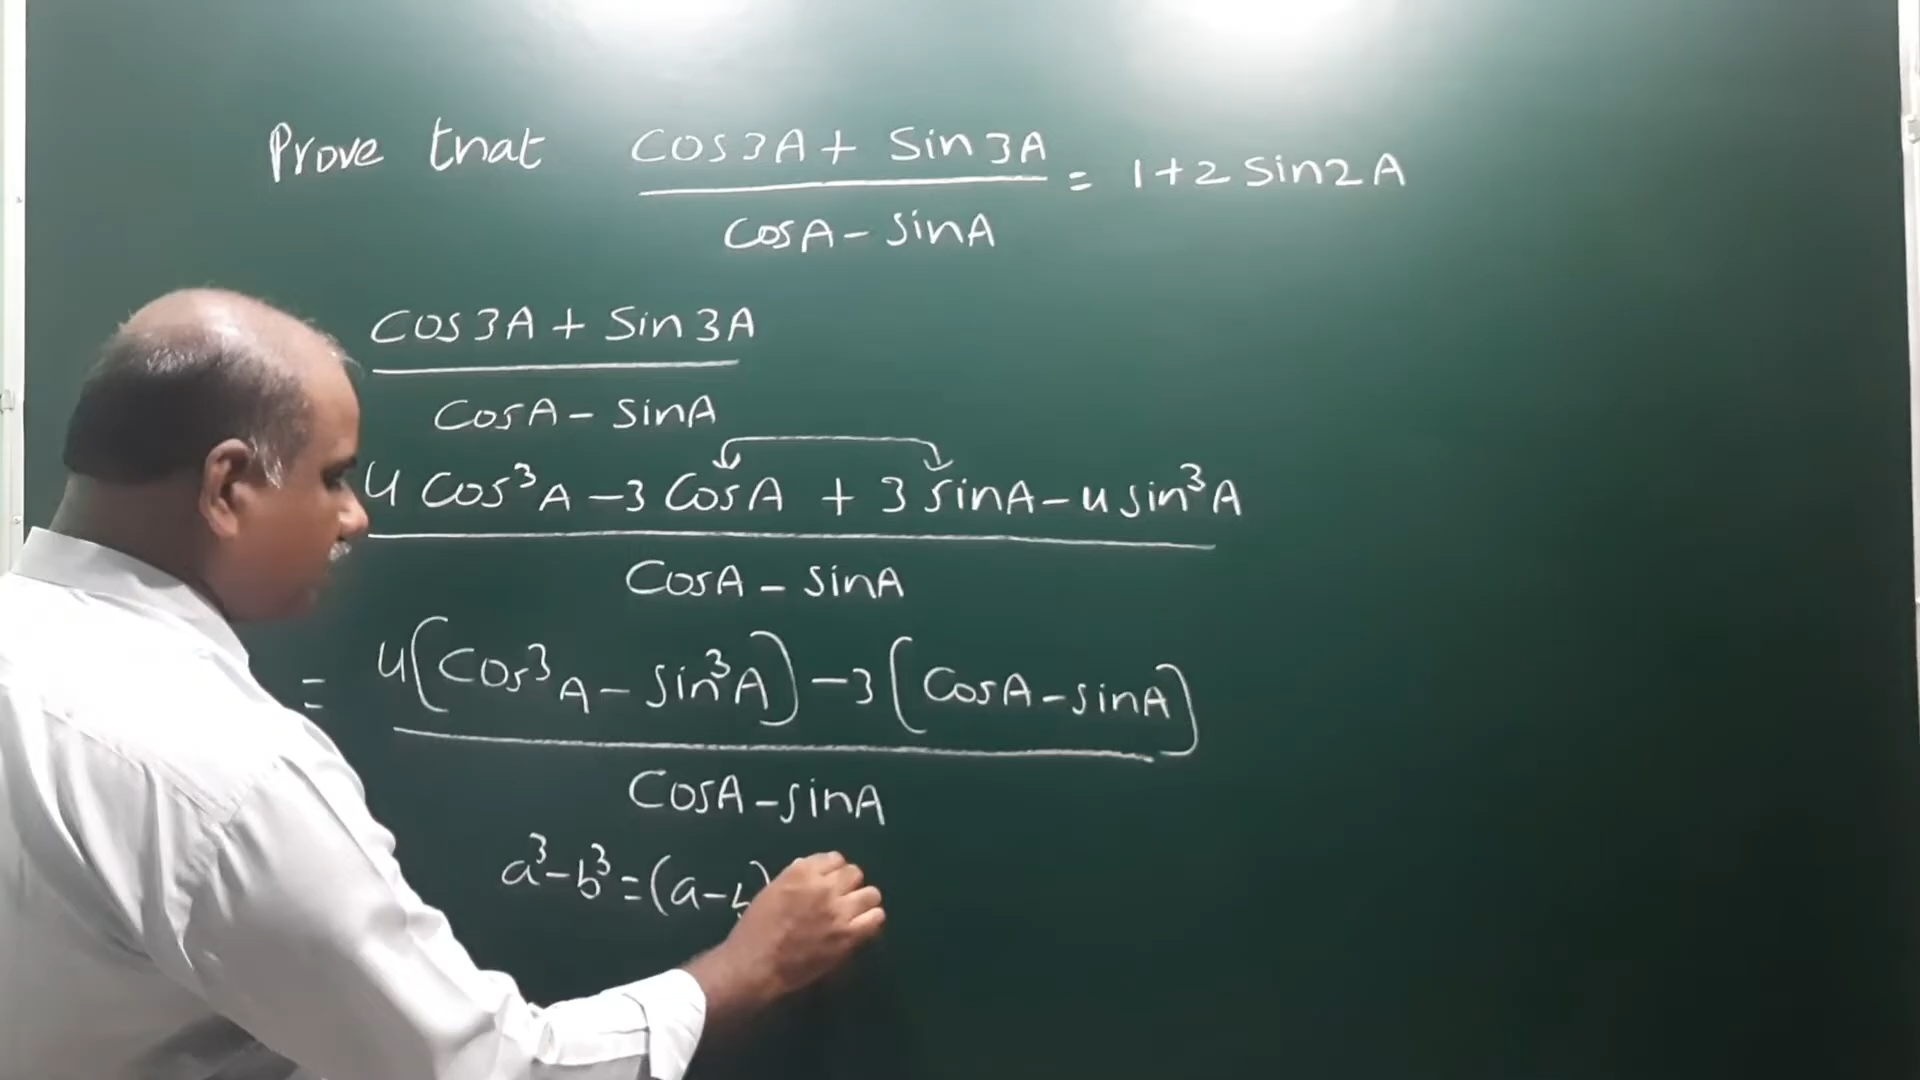 Prove that (cos3A + Sin3A)/(cosA - sinA) = 1+2 Sin2A
cos3A + Sin3A
cosA - sinA
4 cos³A - 3 cosA + 3 sinA - 4 sin³A
cosA - sinA
= 4(cos³A - sin³A) - 3(cosA - sinA)
cosA - sinA
a³-b³=(a-b)